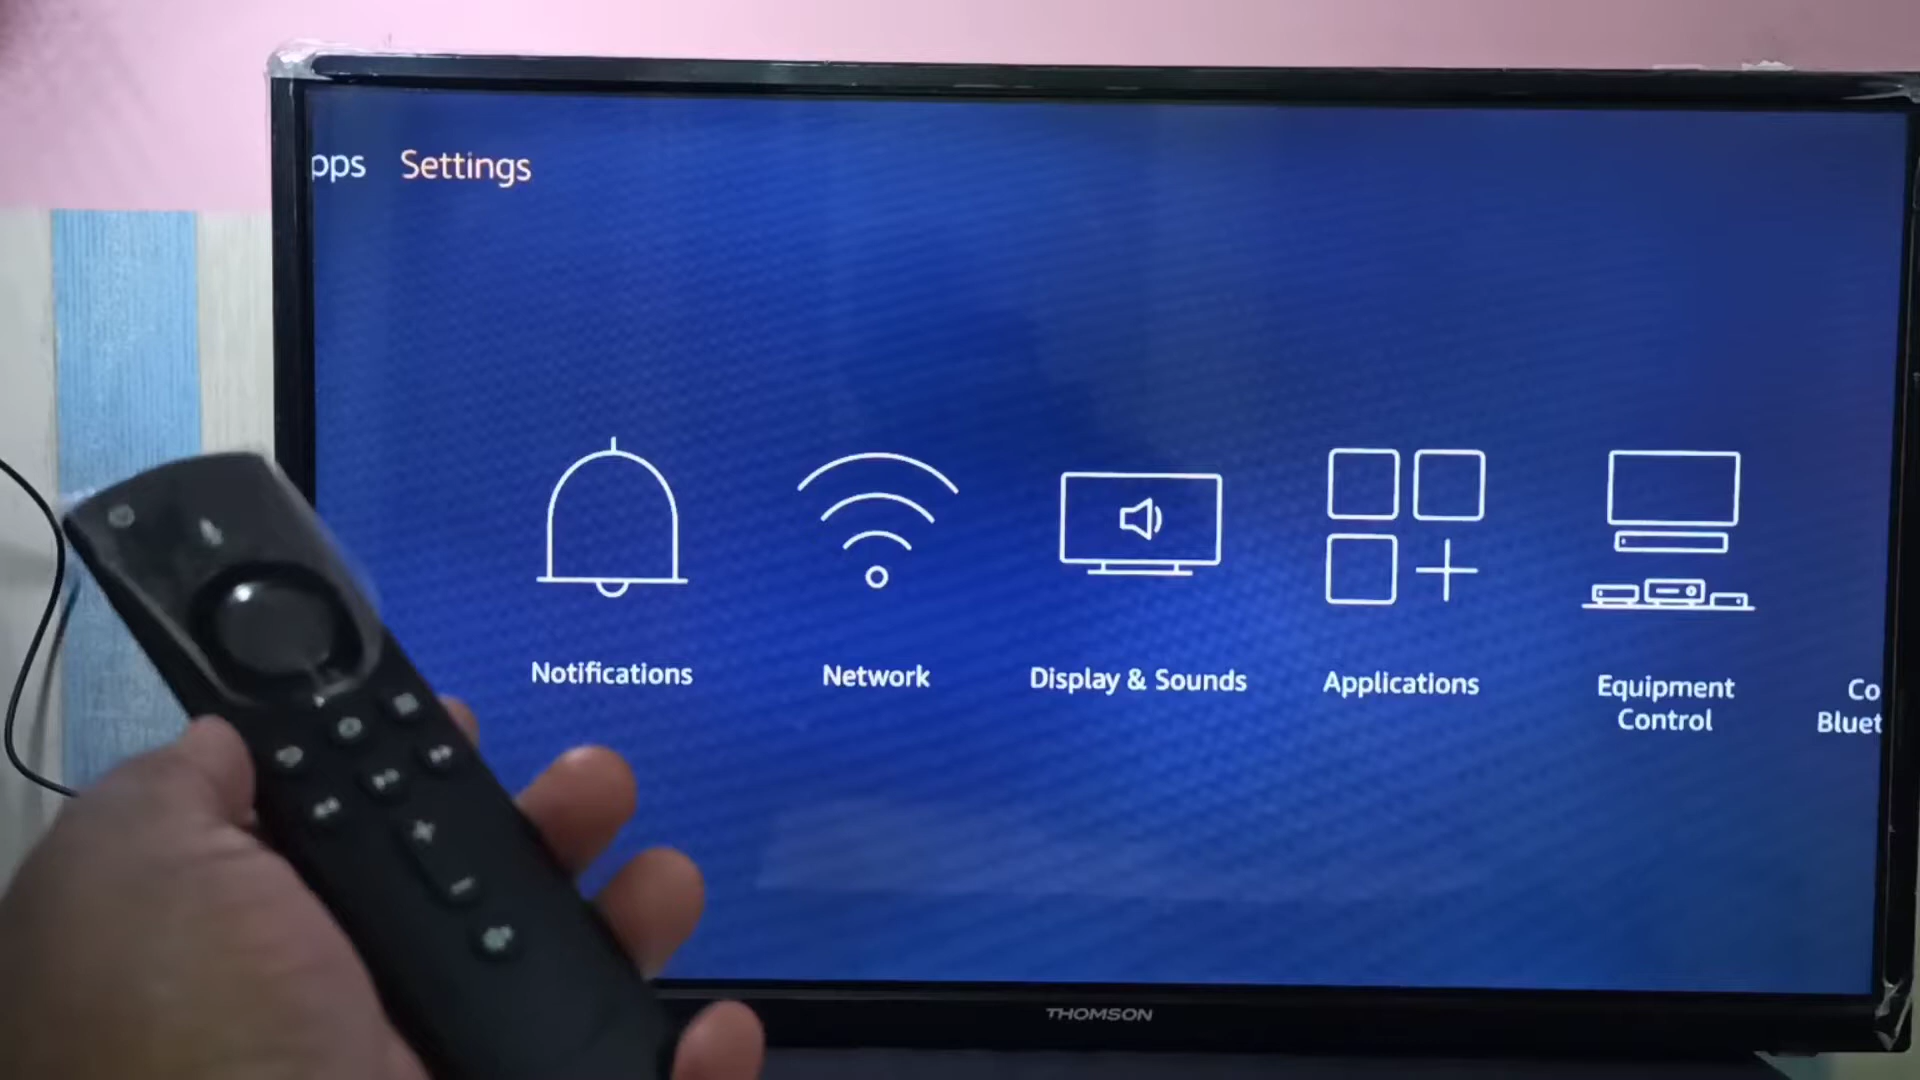 pps Settings
Notifications
Network
Display & Sounds
Applications
Equipment
Control
Co
Bluet
THOMSON